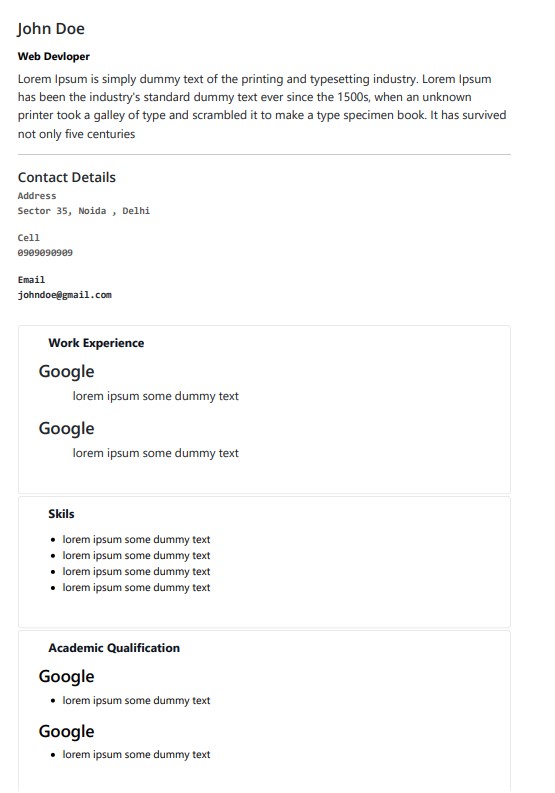 John Doe
Web Devloper
Lorem Ipsum is simply dummy text of the printing and typesetting industry. Lorem Ipsum
has been the industry's standard dummy text ever since the 1500s, when an unknown
printer took a galley of type and scrambled it to make a type specimen book. It has survived
not only five centuries
Contact Details
Address
Sector 35, Noida , Delhi
Cell
0909090909
Email
johndoe@gmail.com
Work Experience
Google
lorem ipsum some dummy text
Google
lorem ipsum some dummy text
Skils
• lorem ipsum some dummy text
• lorem ipsum some dummy text
• lorem ipsum some dummy text
• lorem ipsum some dummy text
Academic Qualification
Google
• lorem ipsum some dummy text
Google
• lorem ipsum some dummy text